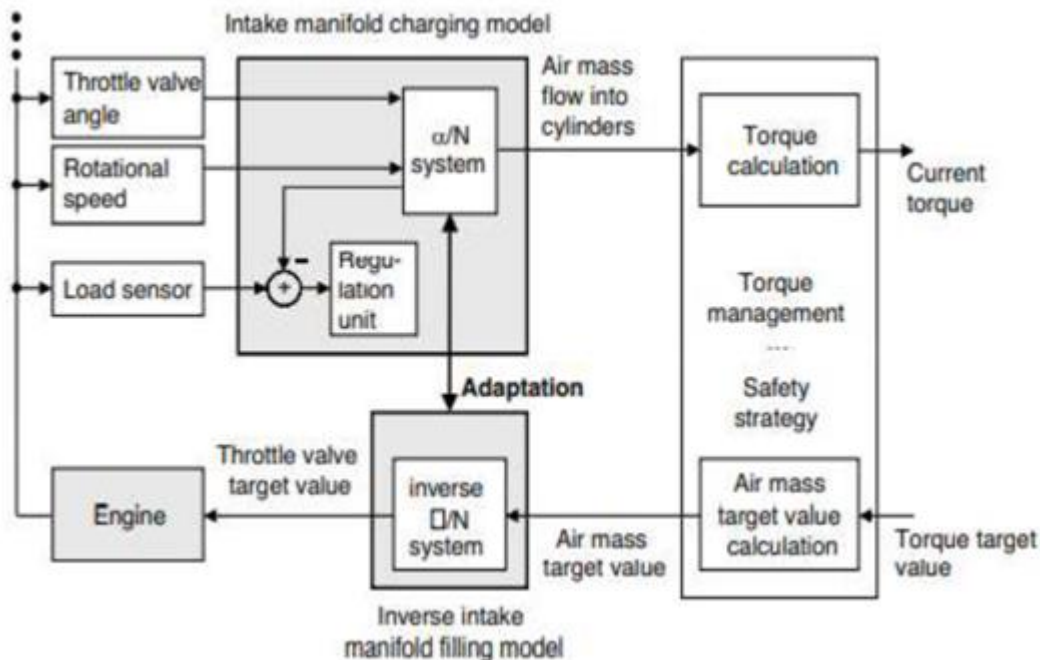 Intake manifold charging model
Throttle valve
angle
Rotational
speed
Load sensor
α/N
system
−
+
Regu-
lation
unit
Air mass
flow into
cylinders
Torque
calculation
Current
torque
Torque
management
...
Safety
strategy
Adaptation
Engine
Throttle valve
target value
inverse
□/N
system
Air mass
target value
Air mass
target value
calculation
Torque target
value
Inverse intake
manifold filling model